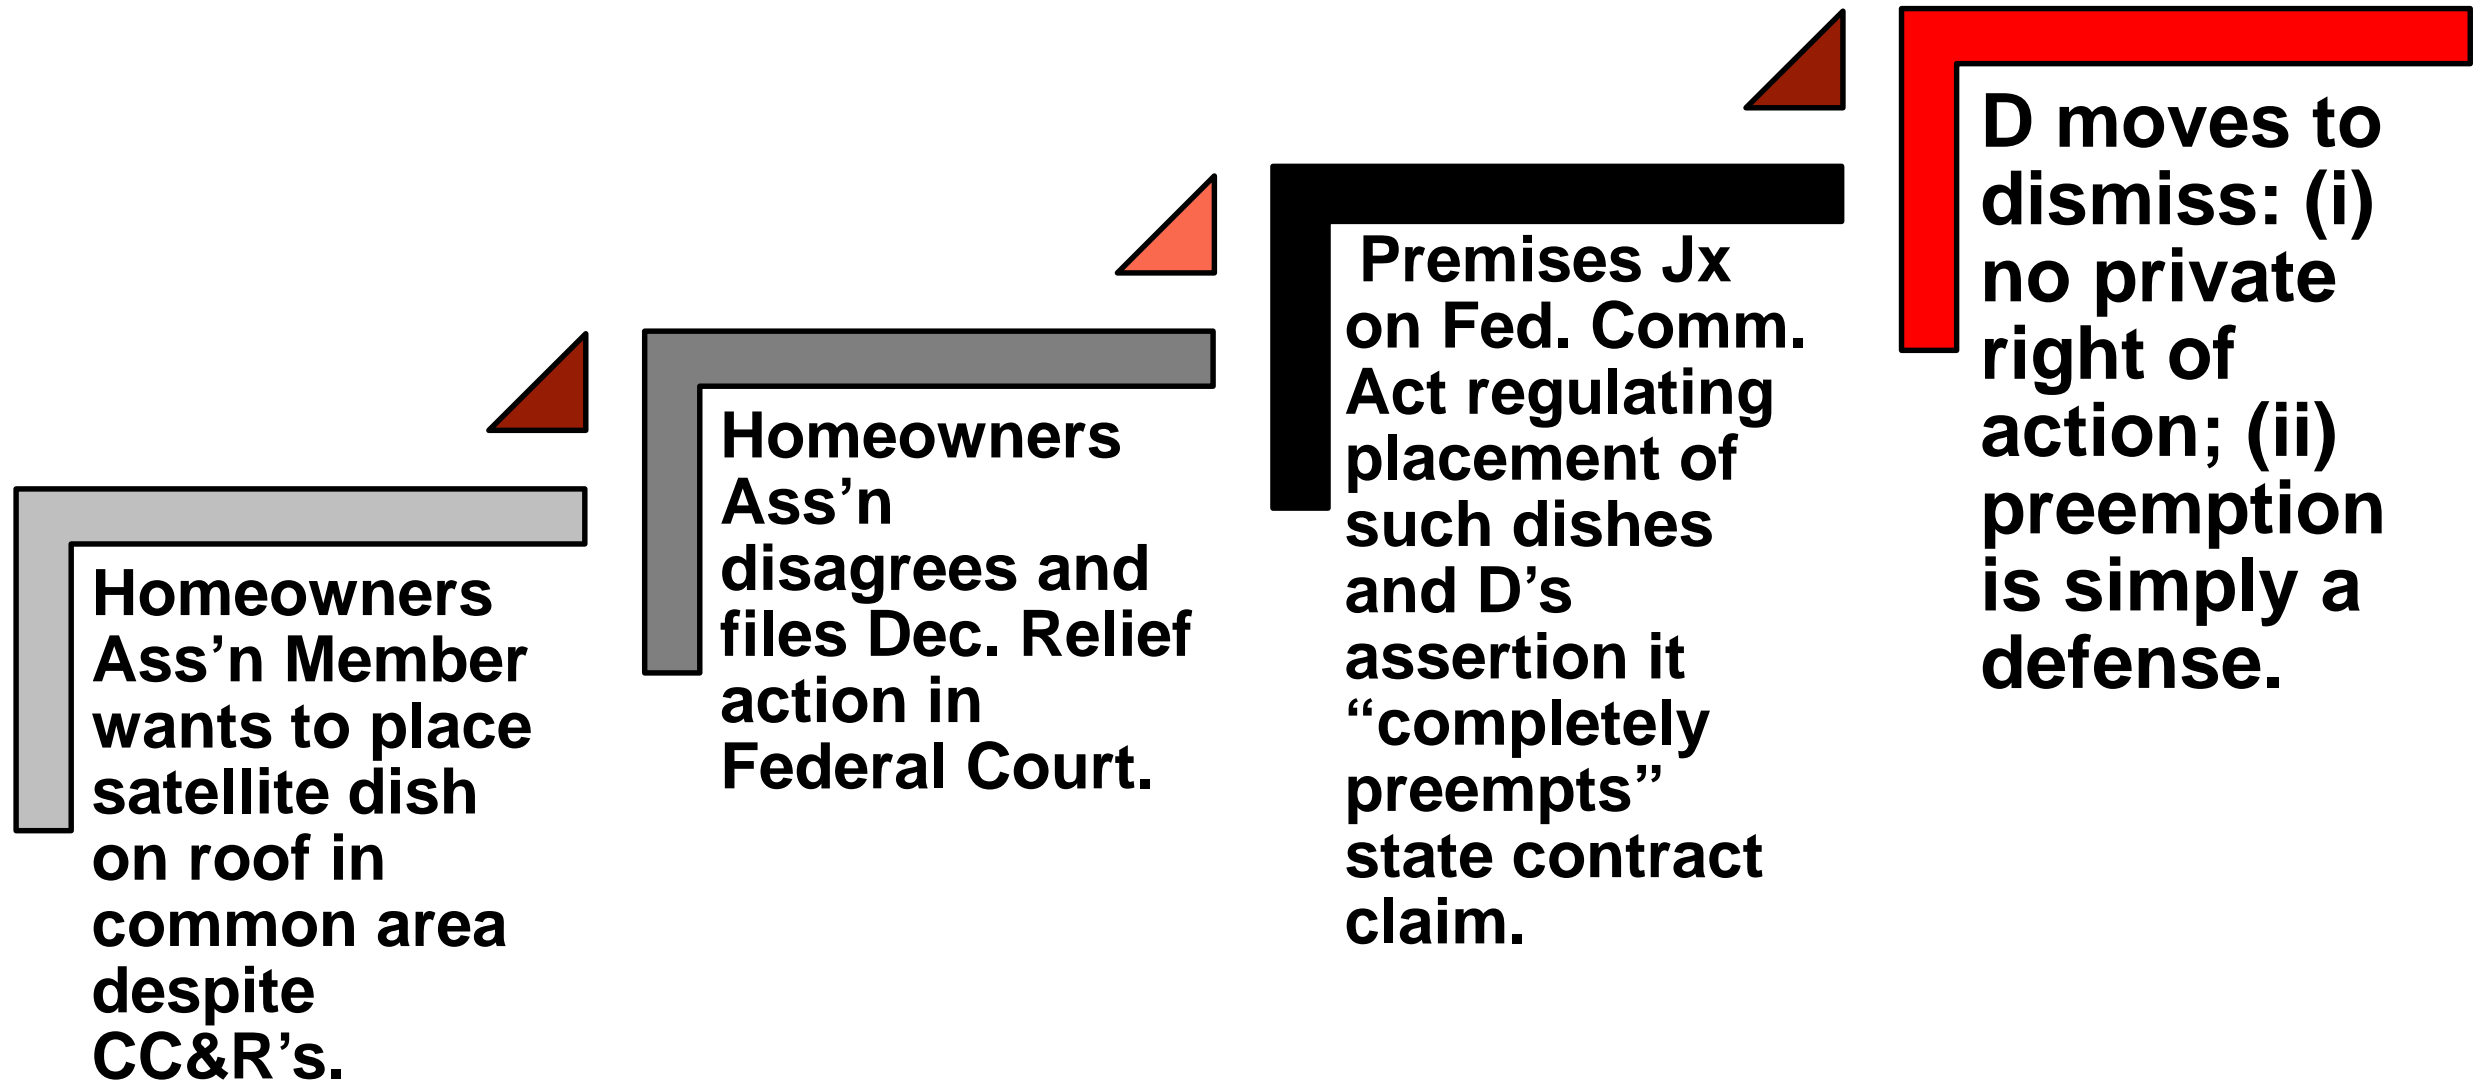 Homeowners
Ass’n Member
wants to place
satellite dish
on roof in
common area
despite
CC&R’s.
Homeowners
Ass’n
disagrees and
files Dec. Relief
action in
Federal Court.
Premises Jx
on Fed. Comm.
Act regulating
placement of
such dishes
and D’s
assertion it
“completely
preempts”
state contract
claim.
D moves to
dismiss: (i)
no private
right of
action; (ii)
preemption
is simply a
defense.